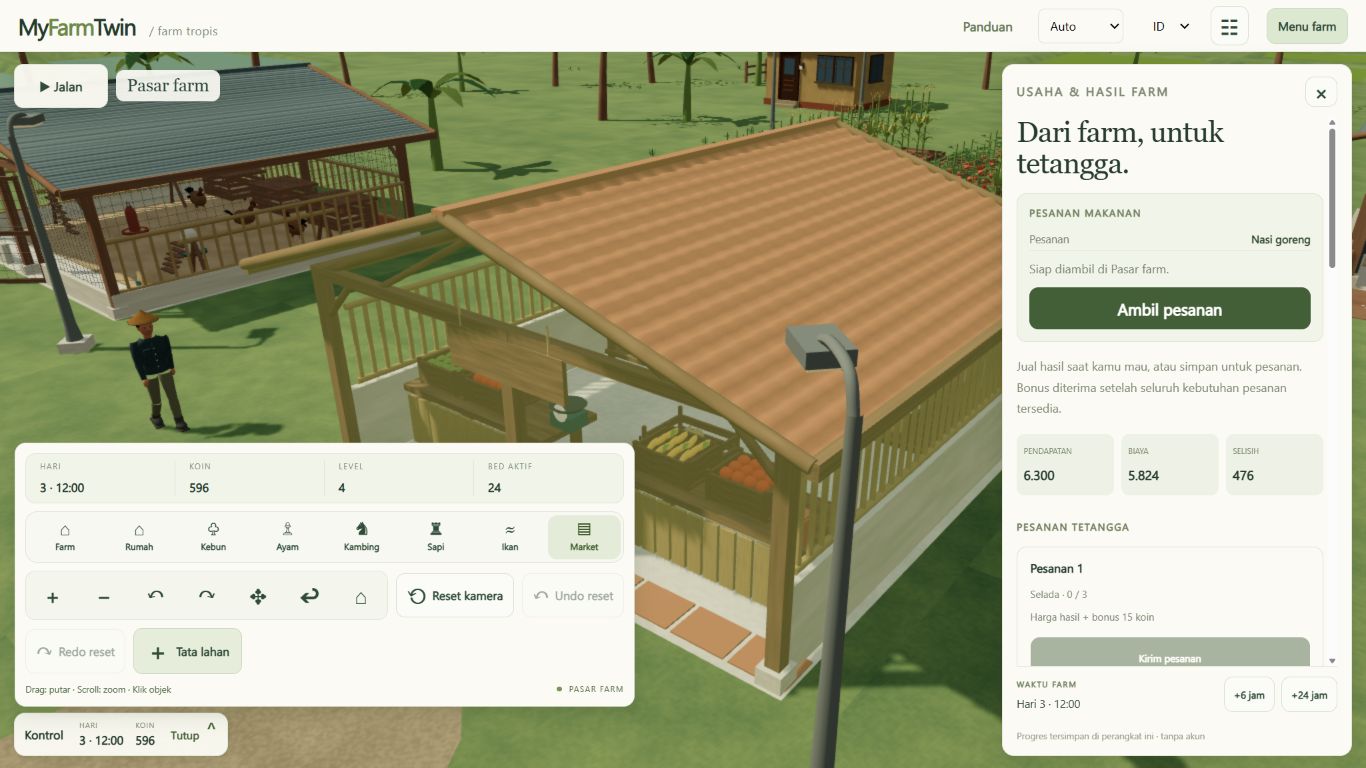 MyFarmTwin / farm tropis
Panduan
Auto
ID
Menu farm
Jalan
Pasar farm
USAHA & HASIL FARM
Dari farm, untuk
tetangga.
PESANAN MAKANAN
Pesanan Nasi goreng
Siap diambil di Pasar farm.
Ambil pesanan
Jual hasil saat kamu mau, atau simpan untuk pesanan.
Bonus diterima setelah seluruh kebutuhan pesanan
tersedia.
PENDAPATAN BIAYA SELISIH
6.300 5.824 476
PESANAN TETANGGA
Pesanan 1
Selada · 0 / 3
Harga hasil + bonus 15 koin
Kirim pesanan
WAKTU FARM
Hari 3 · 12:00
+6 jam
+24 jam
Progres tersimpan di perangkat ini · tanpa akun
HARI KOIN LEVEL BED AKTIF
3 · 12:00 596 4 24
Farm Rumah Kebun Ayam Kambing Sapi Ikan Market
Reset kamera
Undo reset
Redo reset
Tata lahan
Drag: putar · Scroll: zoom · Klik objek
PASAR FARM
Kontrol
HARI KOIN
3 · 12:00 596
Tutup